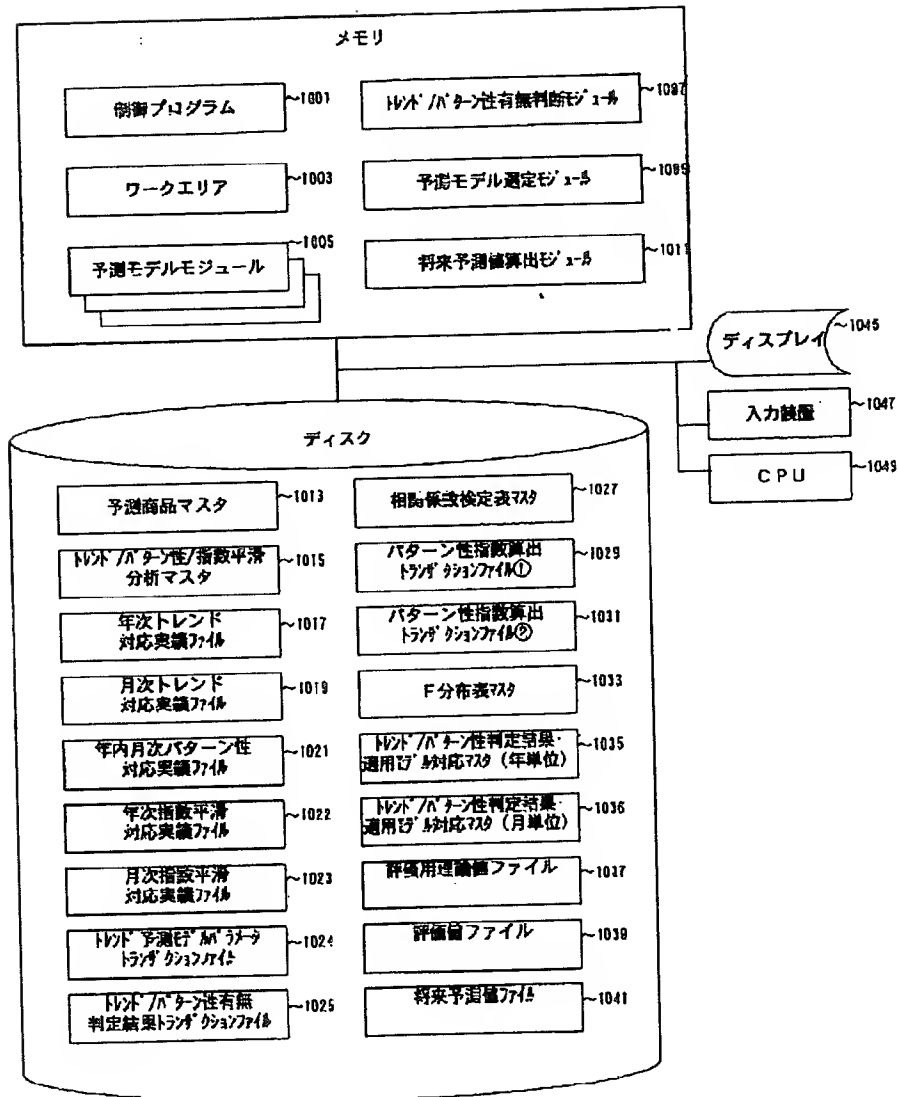 メモリ
制御プログラム
~1001
トレンド/パターン性有無判断モジュール
~1007
ワークエリア
~1003
予測モデル選定モジュール
~1009
予測モデルモジュール
~1005
将来予測値算出モジュール
~1011
ディスプレイ
~1045
入力装置
~1047
CPU
~1049
ディスク
予測商品マスタ
~1013
トレンド/パターン性/指数平滑
分析マスタ
~1015
年次トレンド
対応実績ファイル
~1017
月次トレンド
対応実績ファイル
~1019
年内月次パターン性
対応実績ファイル
~1021
年次指数平滑
対応実績ファイル
~1022
月次指数平滑
対応実績ファイル
~1023
トレンド予測モデルパラメータ
トランザクションファイル
~1024
トレンド/パターン性有無
判定結果トランザクションファイル
~1025
相関係数検定表マスタ
~1027
パターン性指数算出
トランザクションファイル①
~1029
パターン性指数算出
トランザクションファイル②
~1031
F分布表マスタ
~1033
トレンド/パターン性判定結果・
適用モデル対応マスタ(年単位)
~1035
トレンド/パターン性判定結果・
適用モデル対応マスタ(月単位)
~1036
評価用理論値ファイル
~1037
評価値ファイル
~1039
将来予測値ファイル
~1041